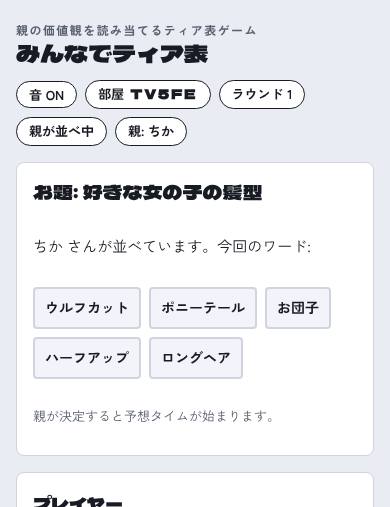 親の価値観を読み当てるティア表ゲーム
みんなでティア表
音 ON
部屋 TV5FE
ラウンド 1
親が並べ中
親: ちか
お題: 好きな女の子の髪型
ちか さんが並べています。今回のワード:
ウルフカット
ポニーテール
お団子
ハーフアップ
ロングヘア
親が決定すると予想タイムが始まります。
プレイヤー